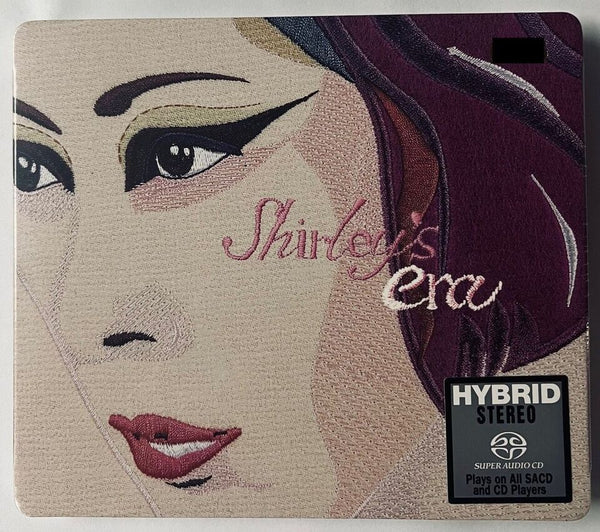 Shirley's
era
HYBRID
STEREO
SUPER AUDIO CD
Plays on All SACD
and CD Players